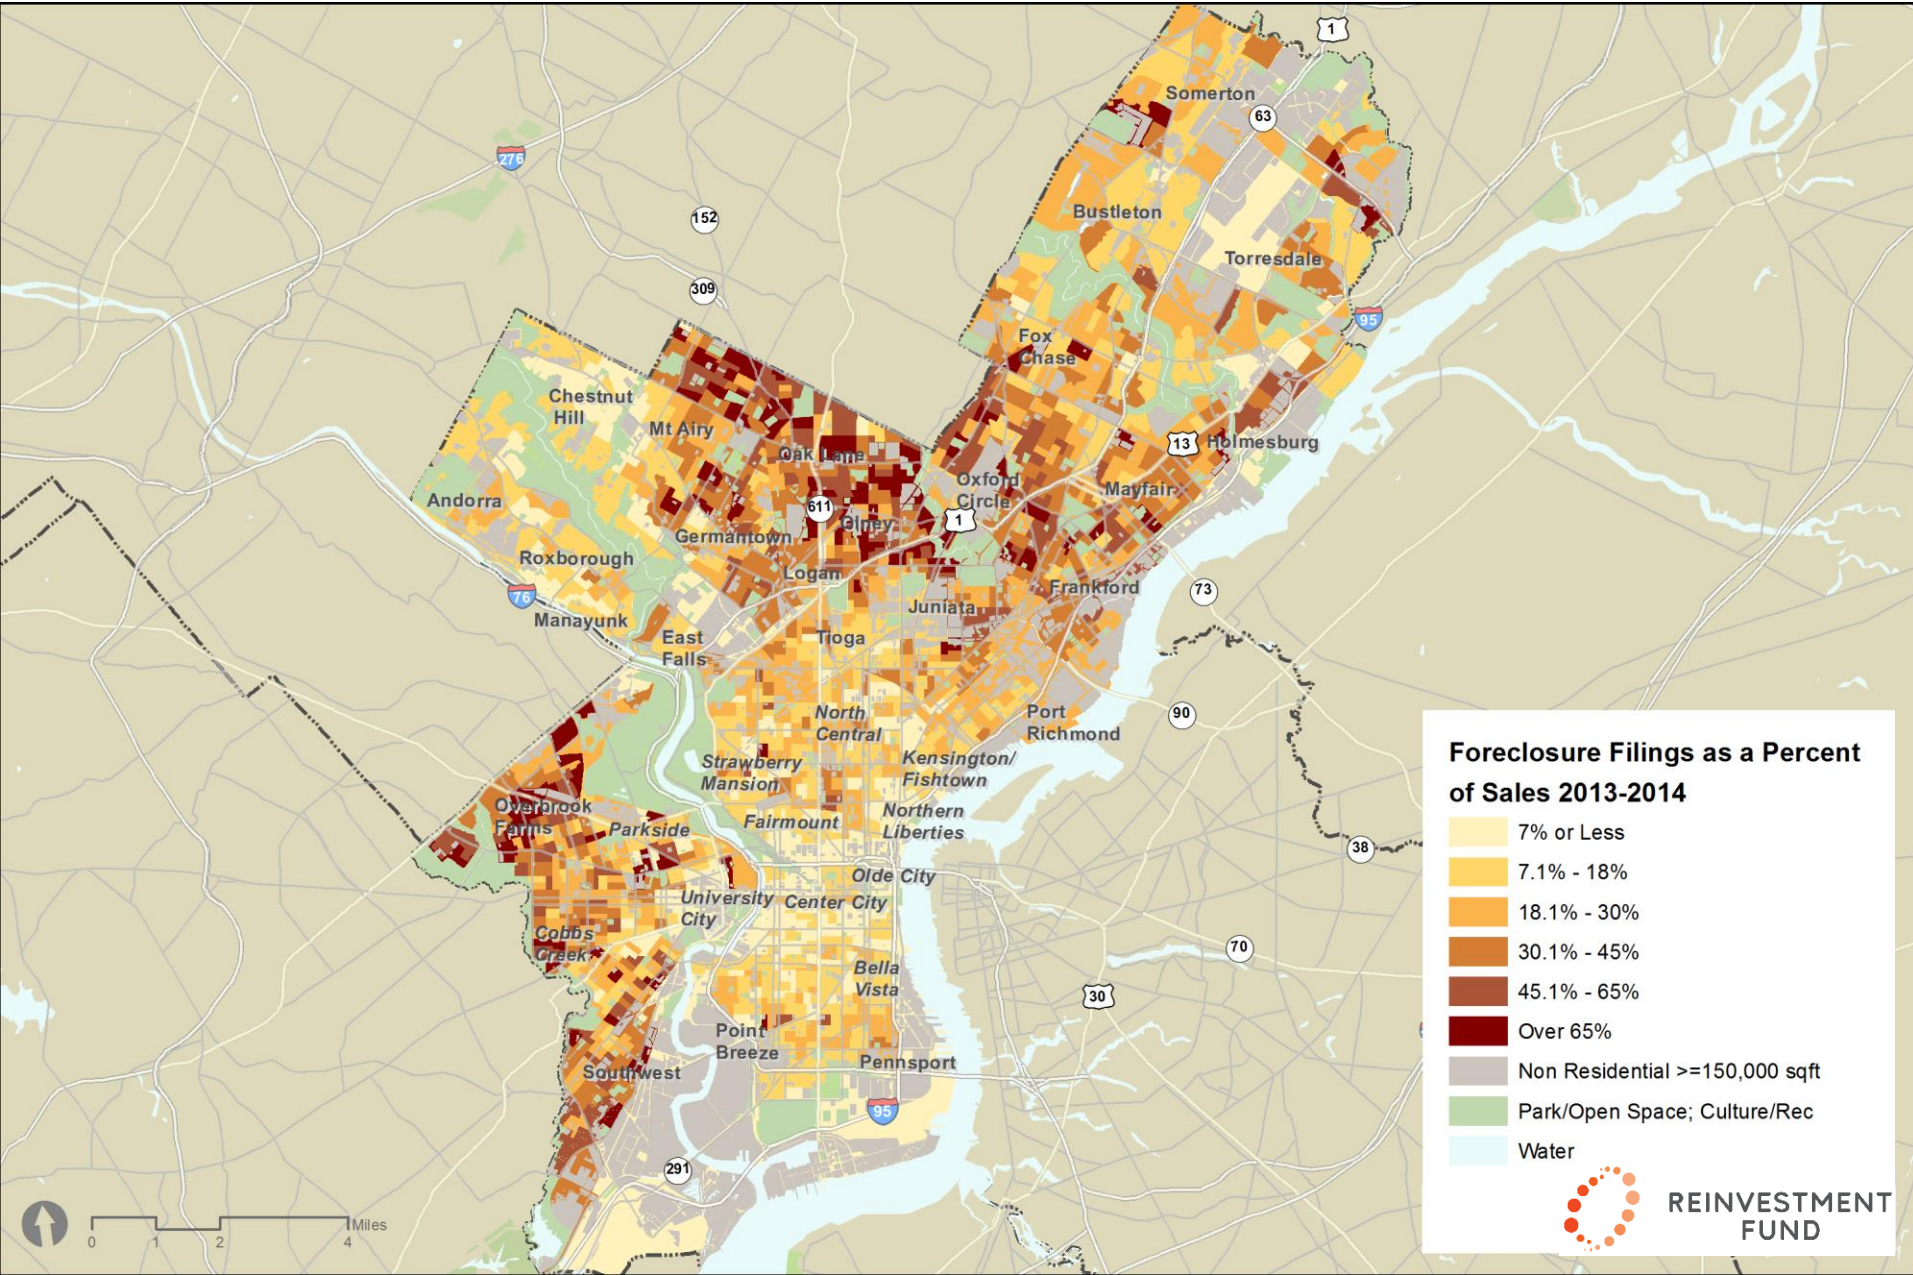 1
Somerton
63
276
152
Bustleton
Torresdale
309
95
Fox
Chase
Chestnut
Hill
Mt Airy
13
Holmesburg
Oak Lane
Oxford
Circle
Mayfair
Andorra
611
1
Olney
Germantown
Roxborough
Logan
Frankford
73
76
Juniata
Manayunk
East
Falls
Tioga
North
Central
Port
Richmond
90
Strawberry
Mansion
Kensington/
Fishtown
Overbrook
Farms
Parkside
Fairmount
Northern
Liberties
38
Olde City
University
City
Center City
Cobbs
Creek
70
Bella
Vista
30
Point
Breeze
Pennsport
Southwest
95
291
Miles
0 1 2 4
Foreclosure Filings as a Percent
of Sales 2013-2014
7% or Less
7.1% - 18%
18.1% - 30%
30.1% - 45%
45.1% - 65%
Over 65%
Non Residential >=150,000 sqft
Park/Open Space; Culture/Rec
Water
REINVESTMENT
FUND